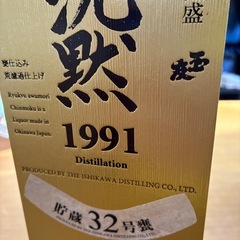 盛
沈黙
甕仕込み
荒濾過仕上げ
Ryukyu awamori
Chinmoku is a
Liquor made in
Okinawa Japan.
1991
Distillation
PRODUCED BY THE ISHIKAWA DISTILLING CO., LTD.
貯蔵32号甕